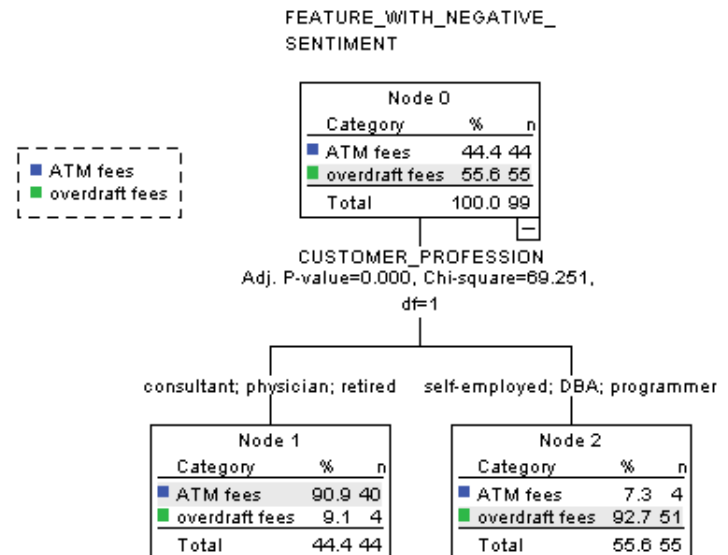 FEATURE_WITH_NEGATIVE_
SENTIMENT
Node 0
Category % n
ATM fees 44.4 44
overdraft fees 55.6 55
Total 100.0 99
ATM fees
overdraft fees
CUSTOMER_PROFESSION
Adj. P-value=0.000, Chi-square=69.251,
df=1
consultant; physician; retired
self-employed; DBA; programmer
Node 1
Category % n
ATM fees 90.9 40
overdraft fees 9.1 4
Total 44.4 44
Node 2
Category % n
ATM fees 7.3 4
overdraft fees 92.7 51
Total 55.6 55